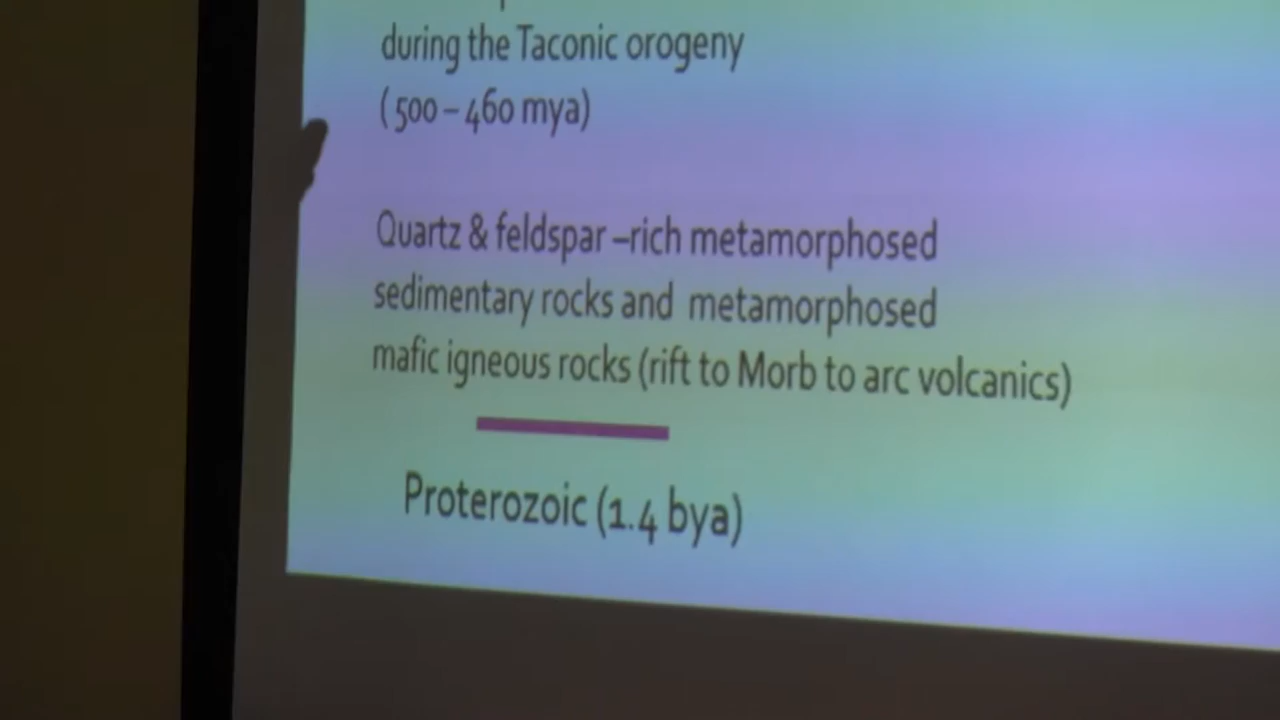 during the Taconic orogeny
(500 – 460 mya)
Quartz & feldspar –rich metamorphosed
sedimentary rocks and metamorphosed
mafic igneous rocks (rift to Morb to arc volcanics)
Proterozoic (1.4 bya)